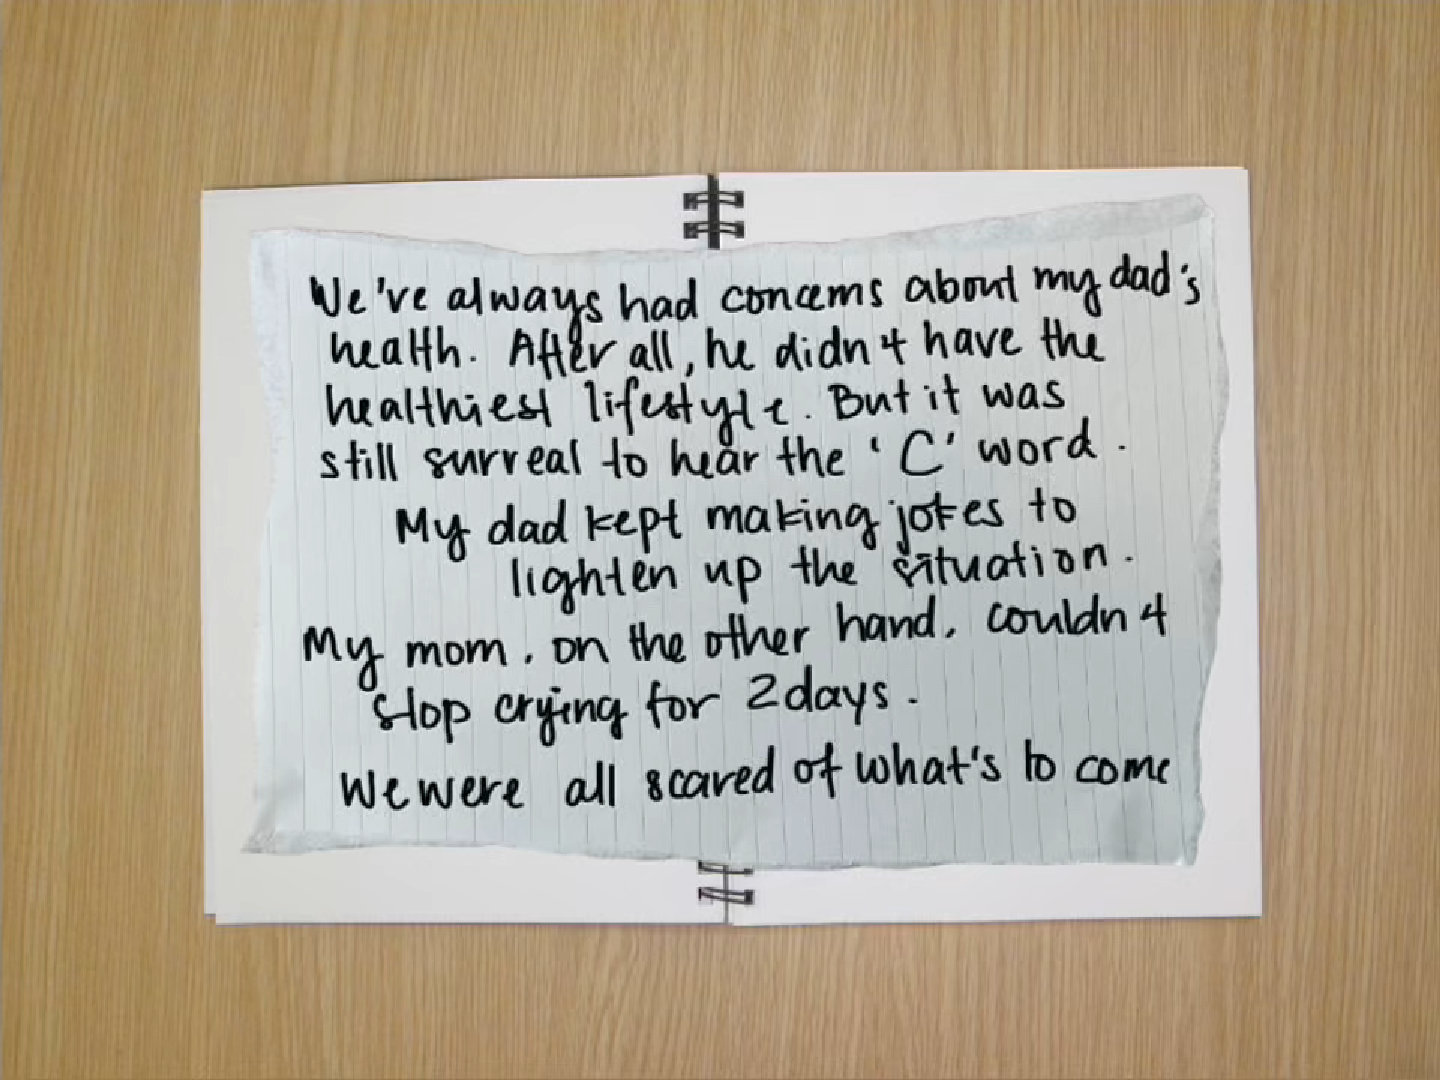 We've always had concerns about my dad's
health. After all, he didn't have the
healthiest lifestyle. But it was
still surreal to hear the 'C' word.
My dad kept making jokes to
lighten up the situation.
My mom, on the other hand, couldn't
stop crying for 2 days.
We were all scared of what's to come